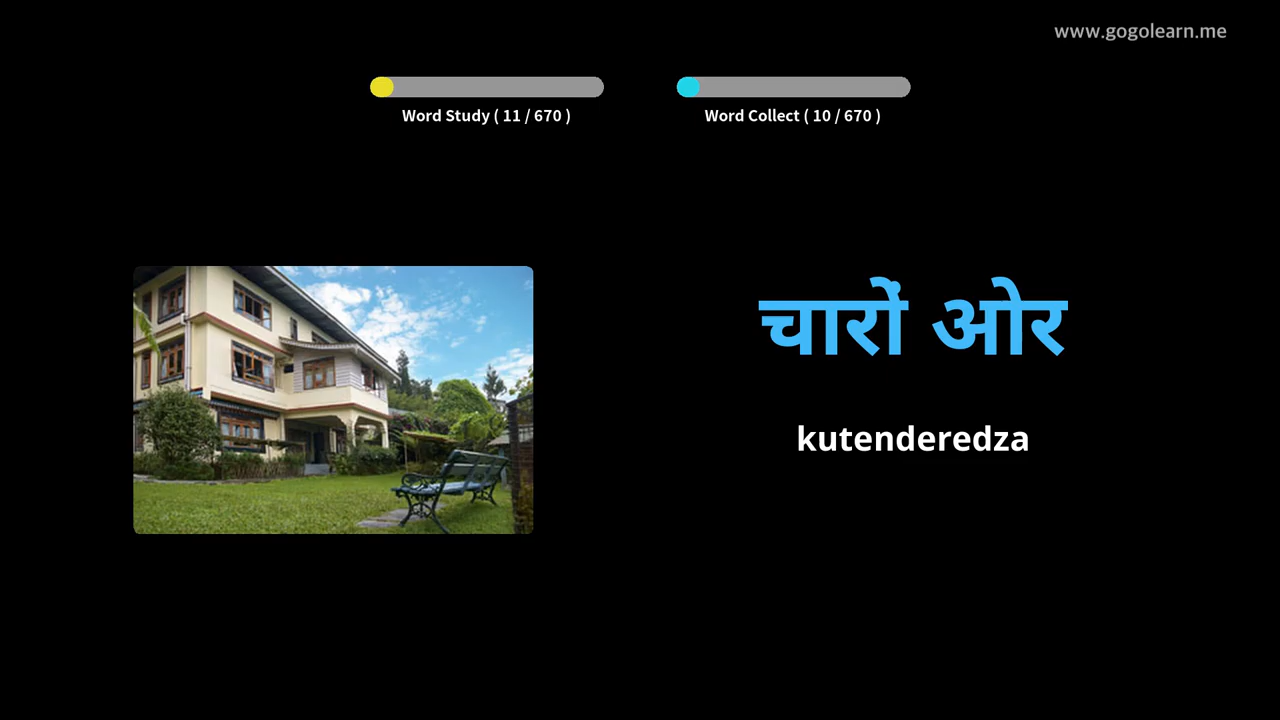 www.gogolearn.me
Word Study ( 11 / 670 )
Word Collect ( 10 / 670 )
चारों ओर
kutenderedza